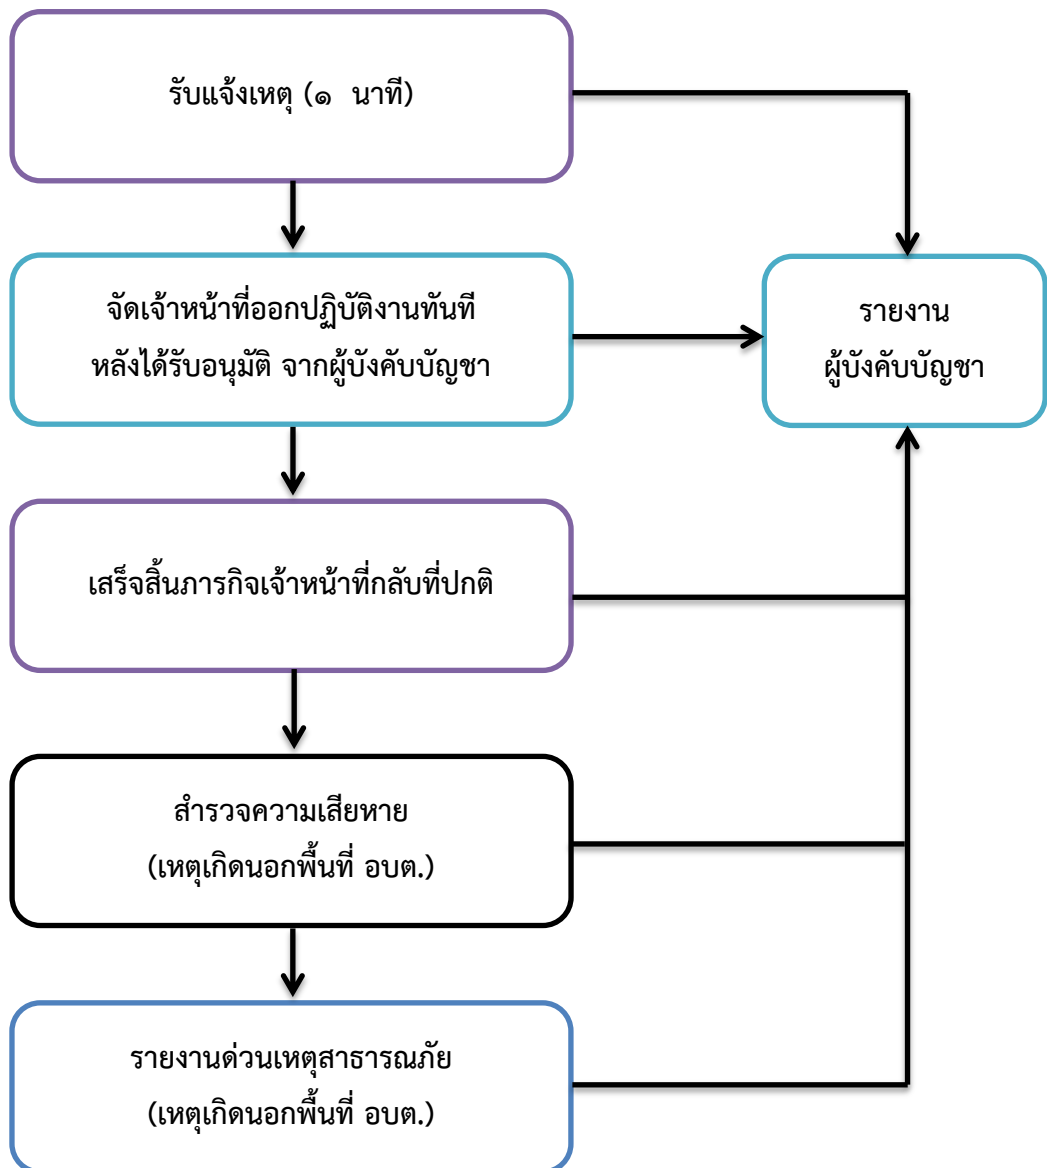 รับแจ้งเหตุ (๑ นาที)
จัดเจ้าหน้าที่ออกปฏิบัติงานทันที
หลังได้รับอนุมัติ จากผู้บังคับบัญชา
รายงาน
ผู้บังคับบัญชา
เสร็จสิ้นภารกิจเจ้าหน้าที่กลับที่ปกติ
สำรวจความเสียหาย
(เหตุเกิดนอกพื้นที่ อบต.)
รายงานด่วนเหตุสาธารณภัย
(เหตุเกิดนอกพื้นที่ อบต.)